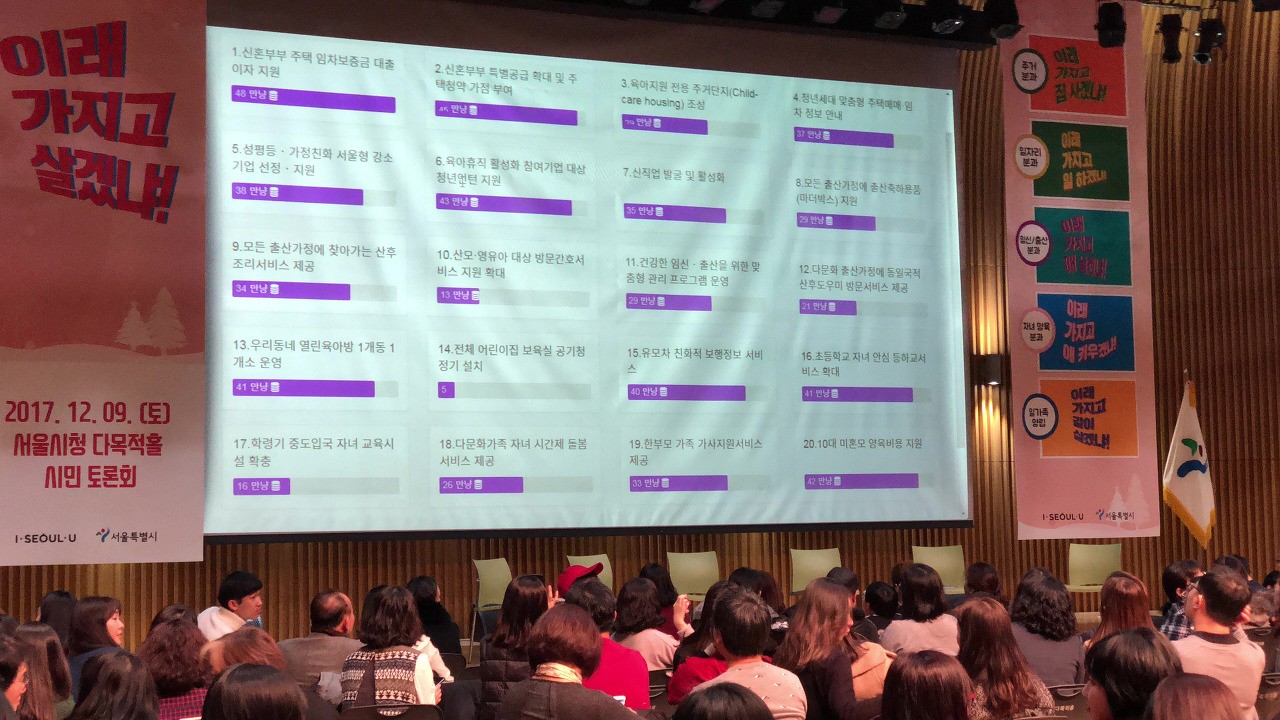 이래
가지고
살겠냐!
2017. 12. 09. (토)
서울시청 다목적홀
시민 토론회
I·SEOUL·U
서울특별시
1.신혼부부 주택 임차보증금 대출
이자 지원
48 만냥
2.신혼부부 특별공급 확대 및 주
택청약 가점 부여
만냥
3.육아지원 전용 주거단지(Child-
care housing) 조성
만냥
4.청년세대 맞춤형 주택매매·임
차 정보 안내
37 만냥
5.성평등·가정친화 서울형 강소
기업 선정·지원
38 만냥
6.육아휴직 활성화 참여기업 대상
청년인턴 지원
43 만냥
7.신직업 발굴 및 활성화
35 만냥
8.모든 출산가정에 출산축하용품
(마더박스) 지원
29 만냥
9.모든 출산가정에 찾아가는 산후
조리서비스 제공
34 만냥
10.산모·영유아 대상 방문간호서
비스 지원 확대
13 만냥
11.건강한 임신·출산을 위한 맞
춤형 관리 프로그램 운영
29 만냥
12.다문화 출산가정에 동일국적
산후도우미 방문서비스 제공
21 만냥
13.우리동네 열린육아방 1개동 1
개소 운영
41 만냥
14.전체 어린이집 보육실 공기청
정기 설치
5
15.유모차 친화적 보행정보 서비
스
40 만냥
16.초등학교 자녀 안심 등하교서
비스 확대
41 만냥
17.학령기 중도입국 자녀 교육시
설 확충
16 만냥
18.다문화가족 자녀 시간제 돌봄
서비스 제공
26 만냥
19.한부모 가족 가사지원서비스
제공
33 만냥
20.10대 미혼모 양육비용 지원
42 만냥
주거
분과
이래
가지고
집 사겠냐!
일자리
분과
이래
가지고
일 하겠냐!
임신/출산
분과
이래
가지고
애 낳겠냐!
자녀 양육
분과
이래
가지고
애 키우겠냐!
일가족
양립
이래
가지고
같이
살겠냐!
I·SEOUL·U
서울특별시